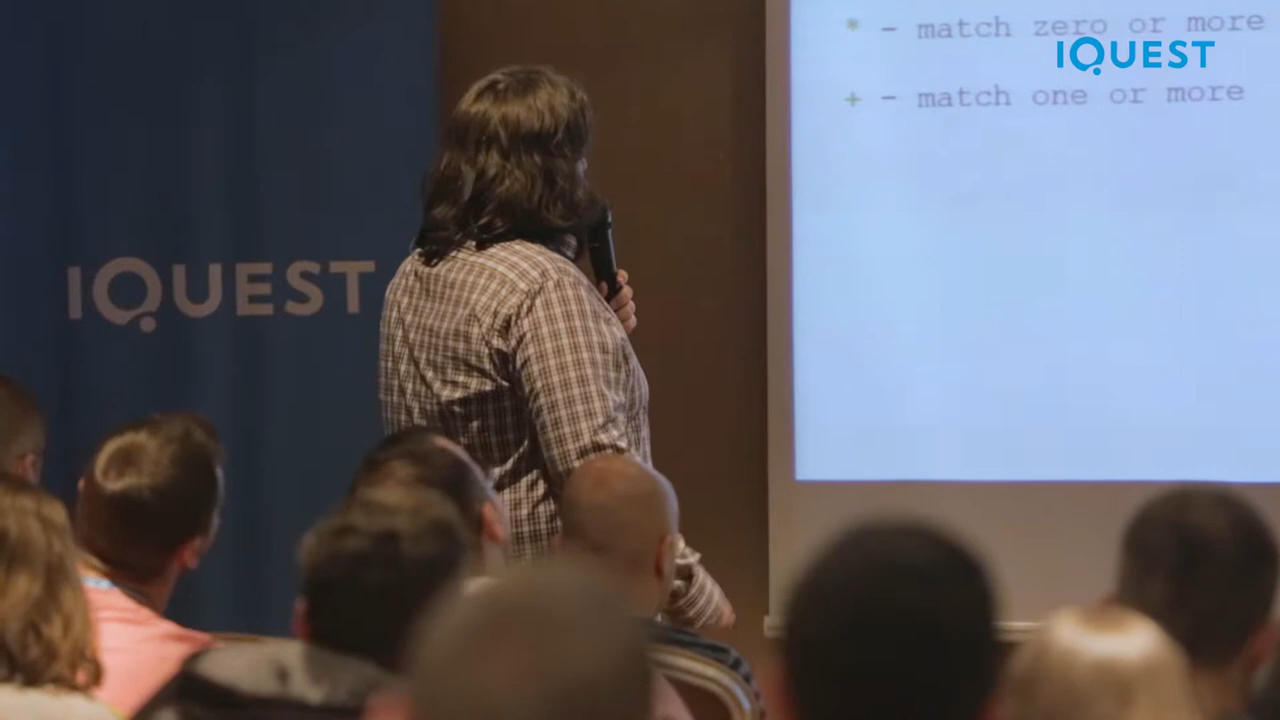 * - match zero or more
IQUEST
+ - match one or more
IQUEST